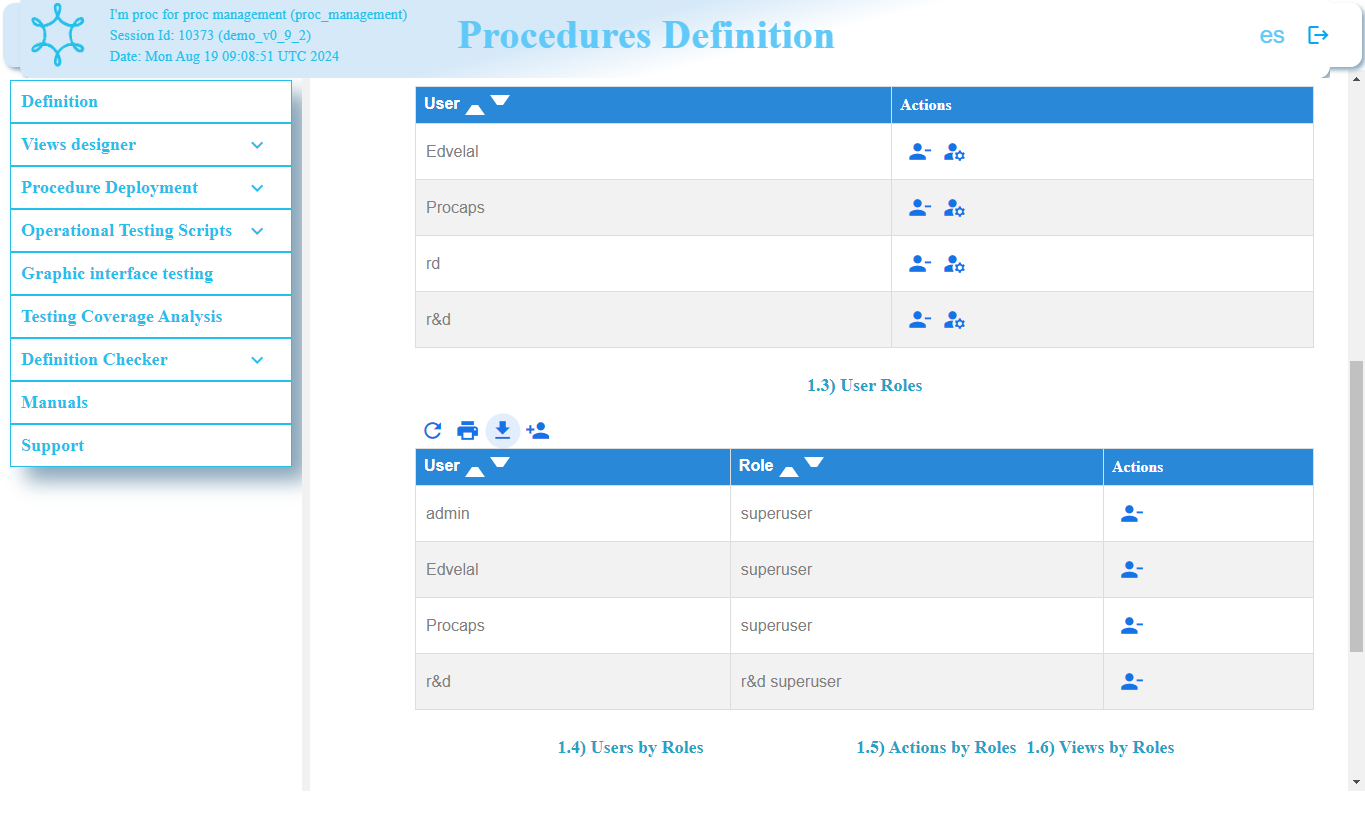 I'm proc for proc management (proc_management)
Session Id: 10373 (demo_v0_9_2)
Date: Mon Aug 19 09:08:51 UTC 2024
Procedures Definition
es
Definition
Views designer
Procedure Deployment
Operational Testing Scripts
Graphic interface testing
Testing Coverage Analysis
Definition Checker
Manuals
Support
User Actions
Edvelal
Procaps
rd
r&d
1.3) User Roles
User Role Actions
admin superuser
Edvelal superuser
Procaps superuser
r&d r&d superuser
1.4) Users by Roles 1.5) Actions by Roles 1.6) Views by Roles